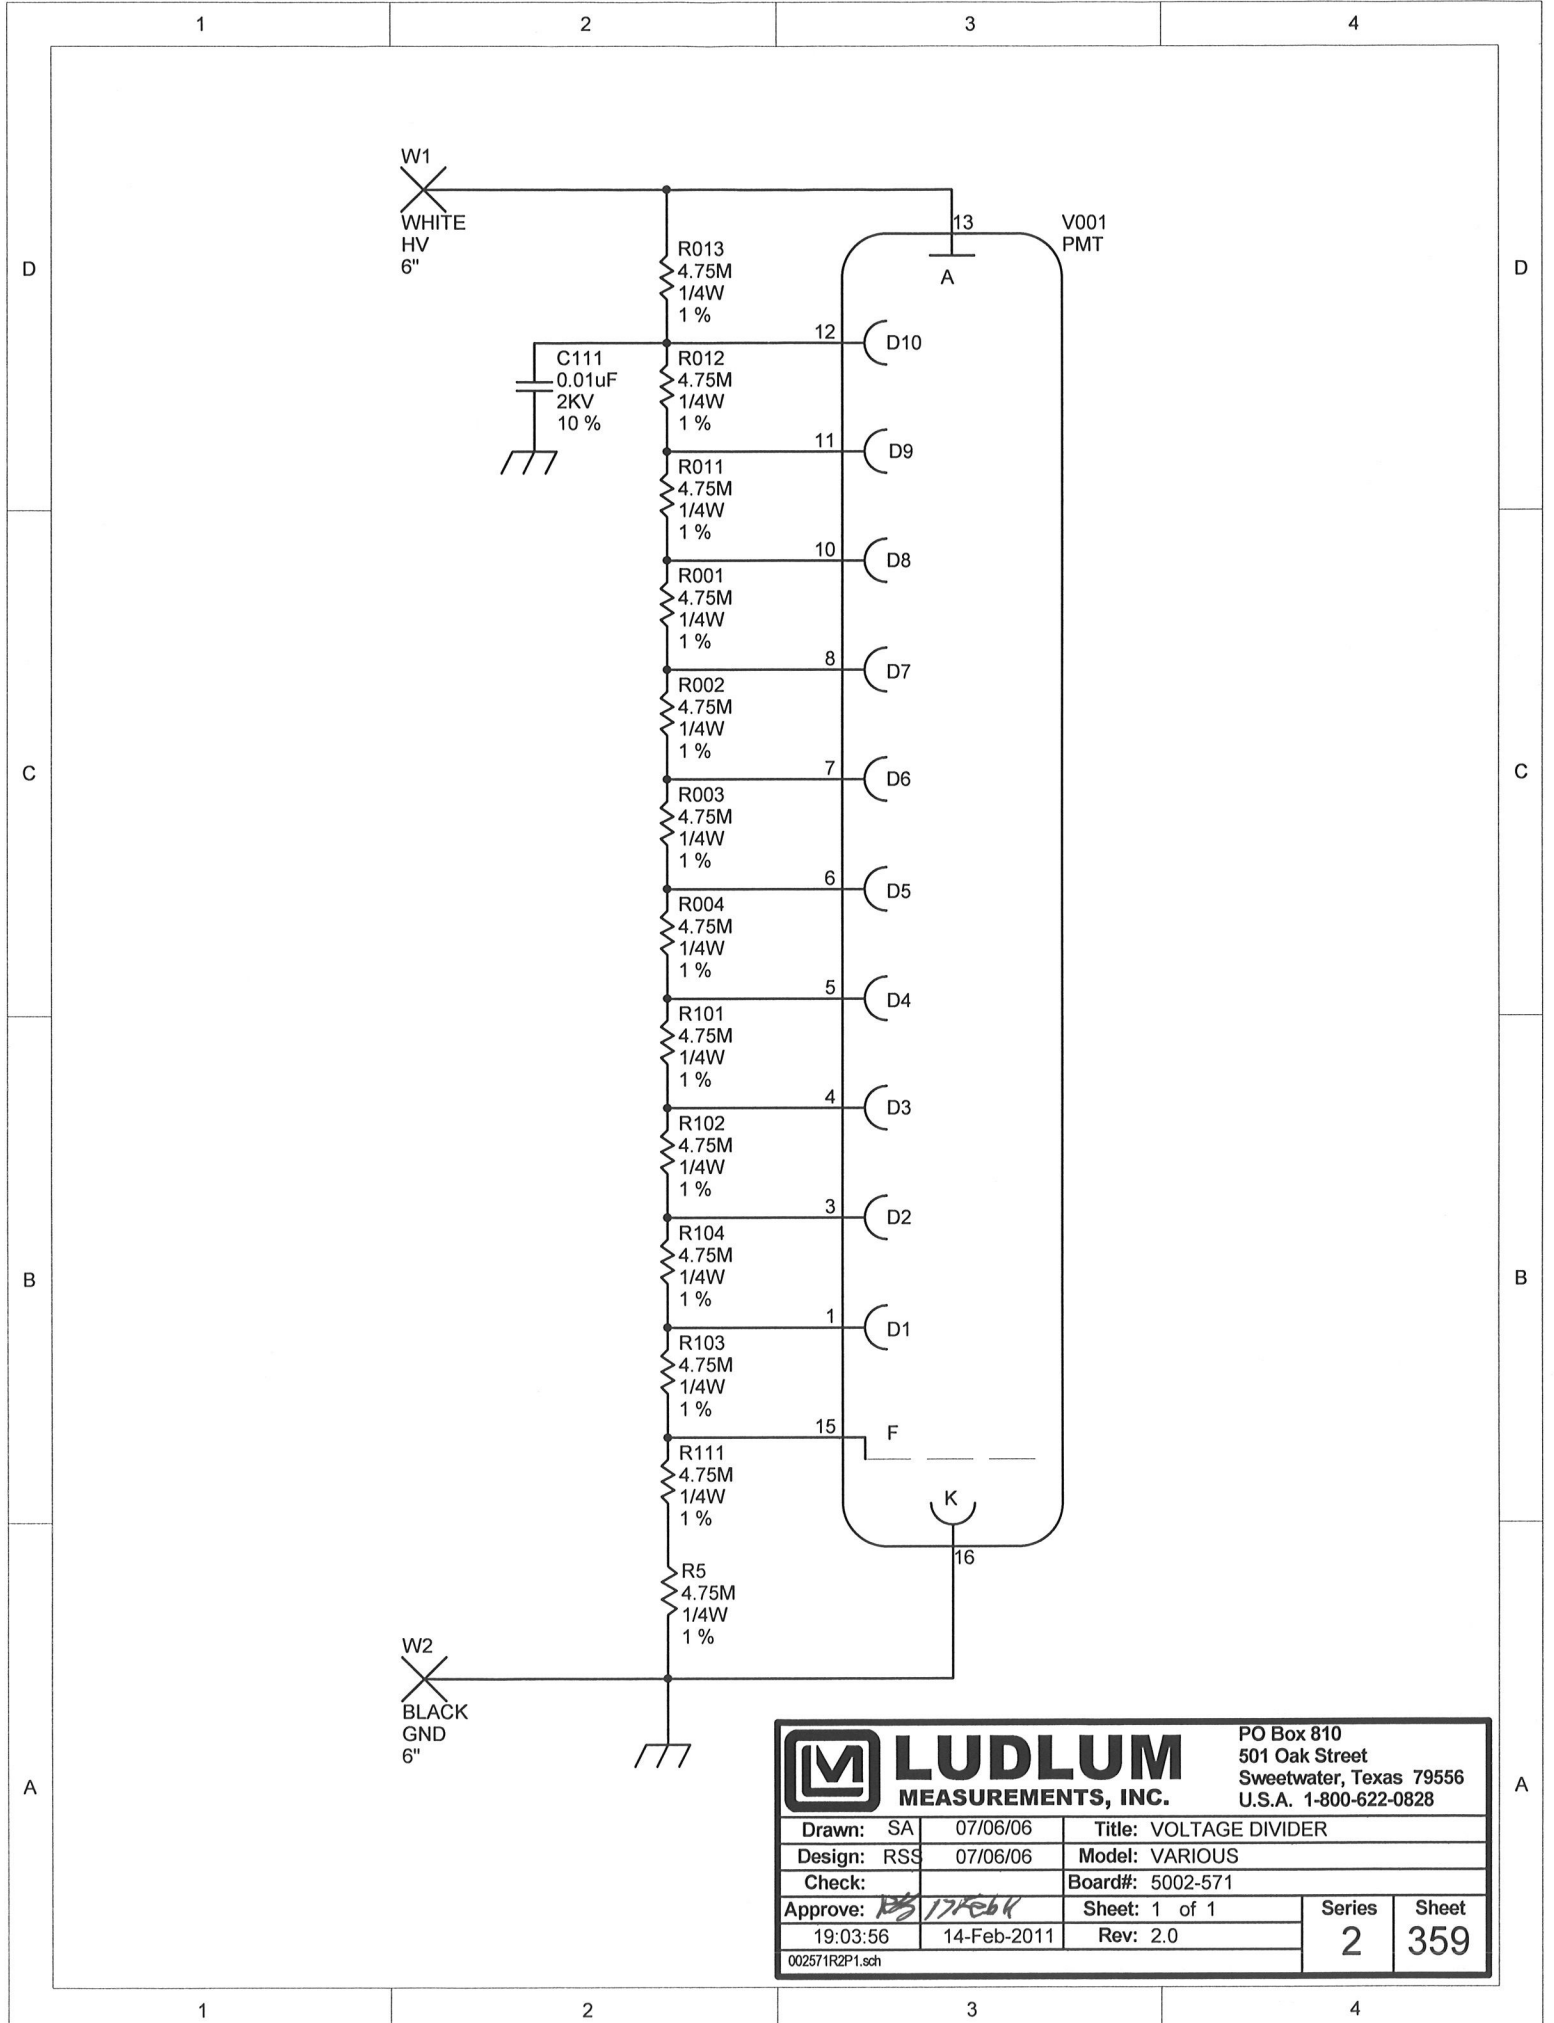 1 2 3 4
D D
C C
B B
A A
W1
WHITE
HV
6"
R013
4.75M
1/4W
1 %
13
V001
PMT
A
C111
0.01uF
2KV
10 %
12
D10
R012
4.75M
1/4W
1 %
11
D9
R011
4.75M
1/4W
1 %
10
D8
R001
4.75M
1/4W
1 %
8
D7
R002
4.75M
1/4W
1 %
7
D6
R003
4.75M
1/4W
1 %
6
D5
R004
4.75M
1/4W
1 %
5
D4
R101
4.75M
1/4W
1 %
4
D3
R102
4.75M
1/4W
1 %
3
D2
R104
4.75M
1/4W
1 %
1
D1
R103
4.75M
1/4W
1 %
15
F
R111
4.75M
1/4W
1 %
K
16
R5
4.75M
1/4W
1 %
W2
BLACK
GND
6"
LM
LUDLUM
MEASUREMENTS, INC.
PO Box 810
501 Oak Street
Sweetwater, Texas 79556
U.S.A. 1-800-622-0828
Drawn: SA 07/06/06 Title: VOLTAGE DIVIDER
Design: RSS 07/06/06 Model: VARIOUS
Check: Board#: 5002-571
Approve: Sheet: 1 of 1 Series Sheet
19:03:56 14-Feb-2011 Rev: 2.0 2 359
002571R2P1.sch
1 2 3 4